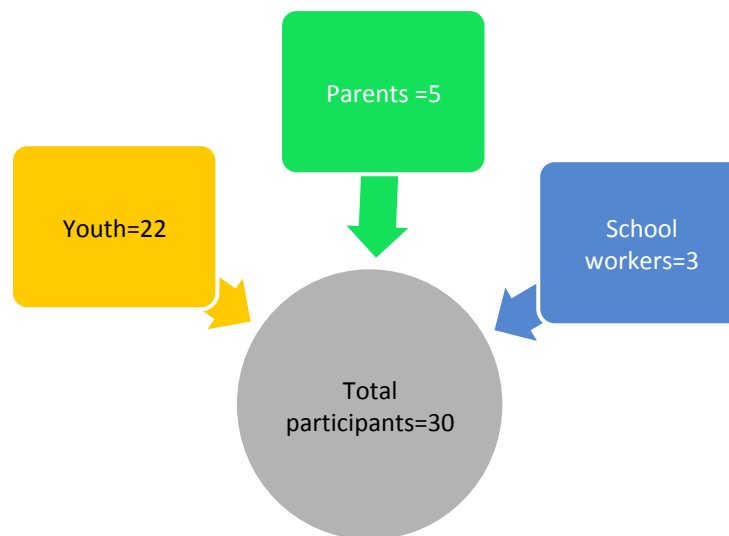 Parents =5
Youth=22
School
workers=3
Total
participants=30